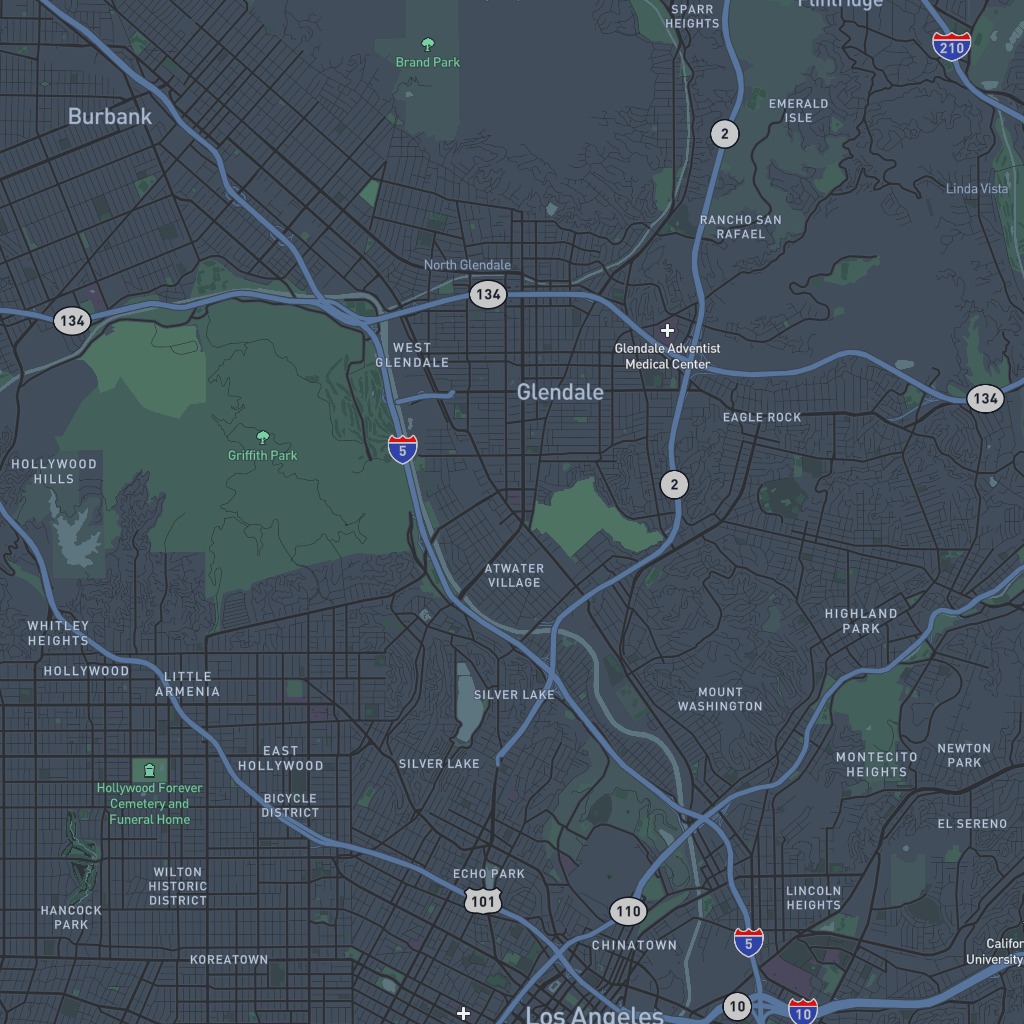 SPARR
HEIGHTS
Flintridge
210
Brand Park
Burbank
EMERALD
ISLE
2
Linda Vista
RANCHO SAN
RAFAEL
North Glendale
134
134
Glendale Adventist
Medical Center
WEST
GLENDALE
Glendale
134
EAGLE ROCK
Griffith Park
5
HOLLYWOOD
HILLS
2
ATWATER
VILLAGE
HIGHLAND
PARK
WHITLEY
HEIGHTS
HOLLYWOOD
LITTLE
ARMENIA
SILVER LAKE
MOUNT
WASHINGTON
EAST
HOLLYWOOD
SILVER LAKE
MONTECITO
HEIGHTS
NEWTON
PARK
Hollywood Forever
Cemetery and
Funeral Home
BICYCLE
DISTRICT
EL SERENO
WILTON
HISTORIC
DISTRICT
ECHO PARK
101
LINCOLN
HEIGHTS
HANCOCK
PARK
110
CHINATOWN
5
KOREATOWN
Califor
University
10
10
Los Angeles